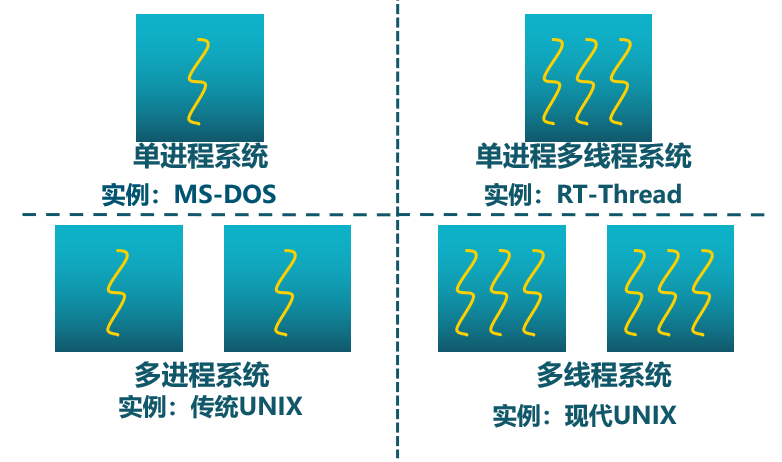 单进程系统
实例：MS-DOS
单进程多线程系统
实例：RT-Thread
多进程系统
实例：传统UNIX
多线程系统
实例：现代UNIX